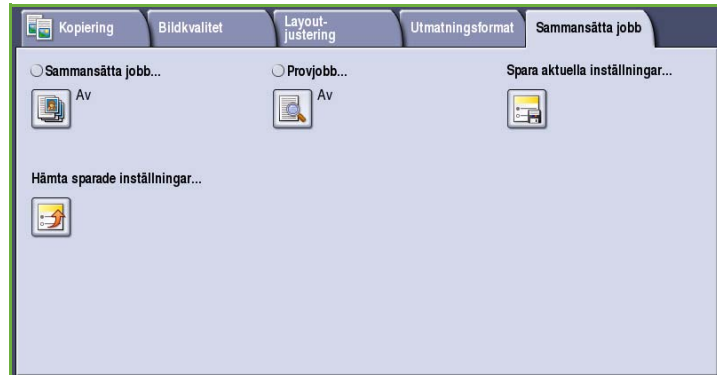 Kopiering
Bildkvalitet
Layout-
justering
Utmatningsformat
Sammansätta jobb
Sammansätta jobb...
Av
Provjobb...
Av
Spara aktuella inställningar...
Hämta sparade inställningar...